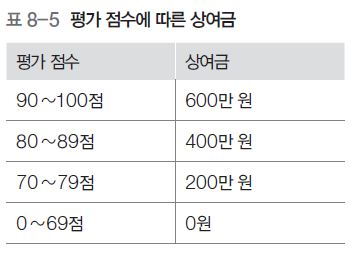 표 8-5 평가 점수에 따른 상여금
평가 점수 상여금
90~100점 600만 원
80~89점 400만 원
70~79점 200만 원
0~69점 0원